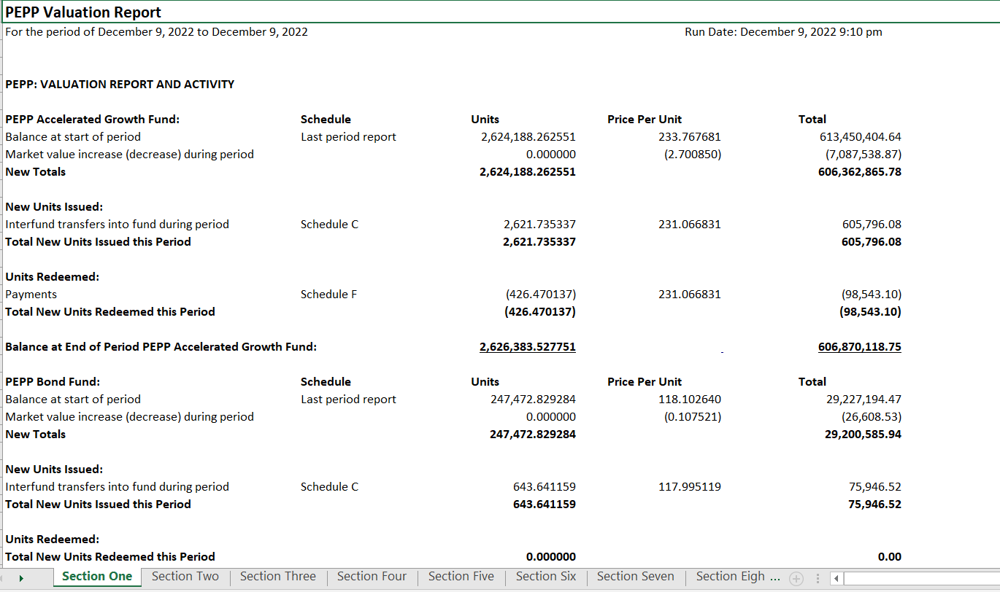 PEPP Valuation Report
For the period of December 9, 2022 to December 9, 2022 Run Date: December 9, 2022 9:10 pm
PEPP: VALUATION REPORT AND ACTIVITY
PEPP Accelerated Growth Fund: Schedule Units Price Per Unit Total
Balance at start of period Last period report 2,624,188.262551 233.767681 613,450,404.64
Market value increase (decrease) during period 0.000000 (2.700850) (7,087,538.87)
New Totals 2,624,188.262551 606,362,865.78
New Units Issued:
Interfund transfers into fund during period Schedule C 2,621.735337 231.066831 605,796.08
Total New Units Issued this Period 2,621.735337 605,796.08
Units Redeemed:
Payments Schedule F (426.470137) 231.066831 (98,543.10)
Total New Units Redeemed this Period (426.470137) (98,543.10)
Balance at End of Period PEPP Accelerated Growth Fund: 2,626,383.527751 - 606,870,118.75
PEPP Bond Fund: Schedule Units Price Per Unit Total
Balance at start of period Last period report 247,472.829284 118.102640 29,227,194.47
Market value increase (decrease) during period 0.000000 (0.107521) (26,608.53)
New Totals 247,472.829284 29,200,585.94
New Units Issued:
Interfund transfers into fund during period Schedule C 643.641159 117.995119 75,946.52
Total New Units Issued this Period 643.641159 75,946.52
Units Redeemed:
Total New Units Redeemed this Period 0.000000 0.00
Section One Section Two Section Three Section Four Section Five Section Six Section Seven Section Eigh ...